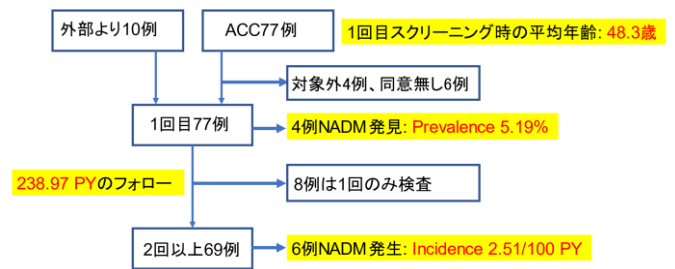 外部より10例
ACC77例
1回目スクリーニング時の平均年齢: 48.3歳
対象外4例、同意無し6例
1回目77例
4例NADM発見: Prevalence 5.19%
238.97 PYのフォロー
8例は1回のみ検査
2回以上69例
6例NADM発生: Incidence 2.51/100 PY